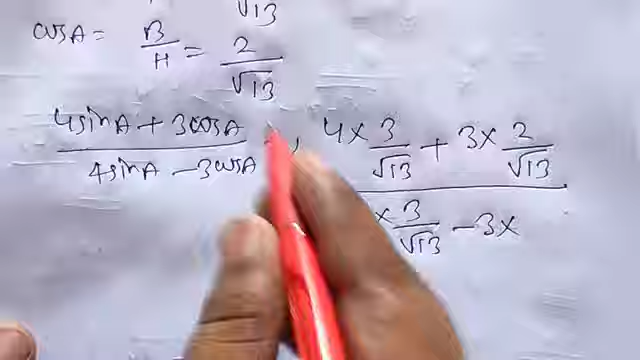 √13
cosA = B/H = 2/√13
(4sinA + 3cosA)/(4sinA - 3cosA) (4×3/√13 + 3×2/√13)/(×3/√13 - 3×)